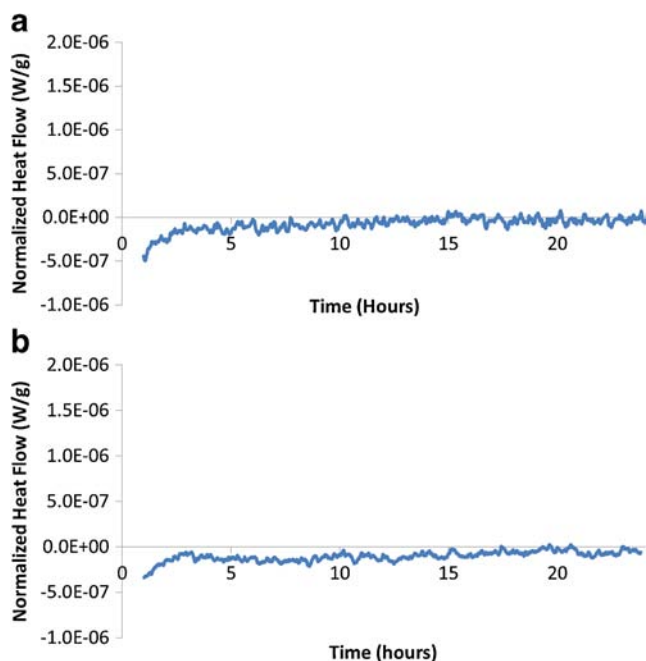 a
Normalized Heat Flow (W/g)
2.0E-06
1.5E-06
1.0E-06
5.0E-07
0.0E+00
-5.0E-07
-1.0E-06
0 5 10 15 20
Time (Hours)
b
Normalized Heat Flow (W/g)
2.0E-06
1.5E-06
1.0E-06
5.0E-07
0.0E+00
-5.0E-07
-1.0E-06
0 5 10 15 20
Time (hours)